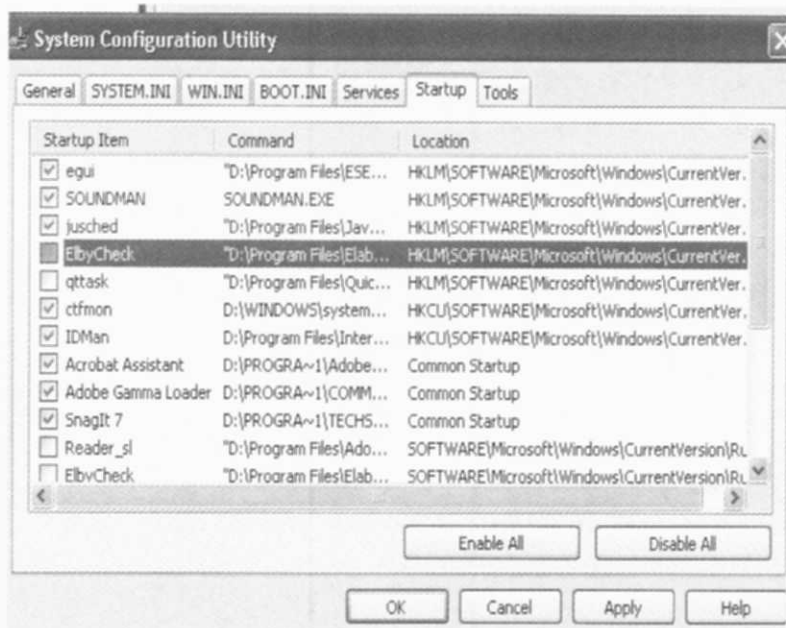 System Configuration Utility
General SYSTEM.INI WIN.INI BOOT.INI Services Startup Tools
Startup Item Command Location
egui "D:\Program Files\ESE... HKLM\SOFTWARE\Microsoft\Windows\CurrentVer.
SOUNDMAN SOUNDMAN.EXE HKLM\SOFTWARE\Microsoft\Windows\CurrentVer.
jusched "D:\Program Files\Jav... HKLM\SOFTWARE\Microsoft\Windows\CurrentVer.
ElbyCheck "D:\Program Files\Elab... HKLM\SOFTWARE\Microsoft\Windows\CurrentVer.
qttask "D:\Program Files\Quic... HKLM\SOFTWARE\Microsoft\Windows\CurrentVer.
ctfmon D:\WINDOWS\system... HKCU\SOFTWARE\Microsoft\Windows\CurrentVer.
IDMan D:\Program Files\Inter... HKCU\SOFTWARE\Microsoft\Windows\CurrentVer.
Acrobat Assistant D:\PROGRA~1\Adobe... Common Startup
Adobe Gamma Loader D:\PROGRA~1\COMM... Common Startup
SnagIt 7 D:\PROGRA~1\TECHS... Common Startup
Reader_sl "D:\Program Files\Ado... SOFTWARE\Microsoft\Windows\CurrentVersion\Ru
ElbyCheck "D:\Program Files\Elab... SOFTWARE\Microsoft\Windows\CurrentVersion\Ru
Enable All Disable All
OK Cancel Apply Help